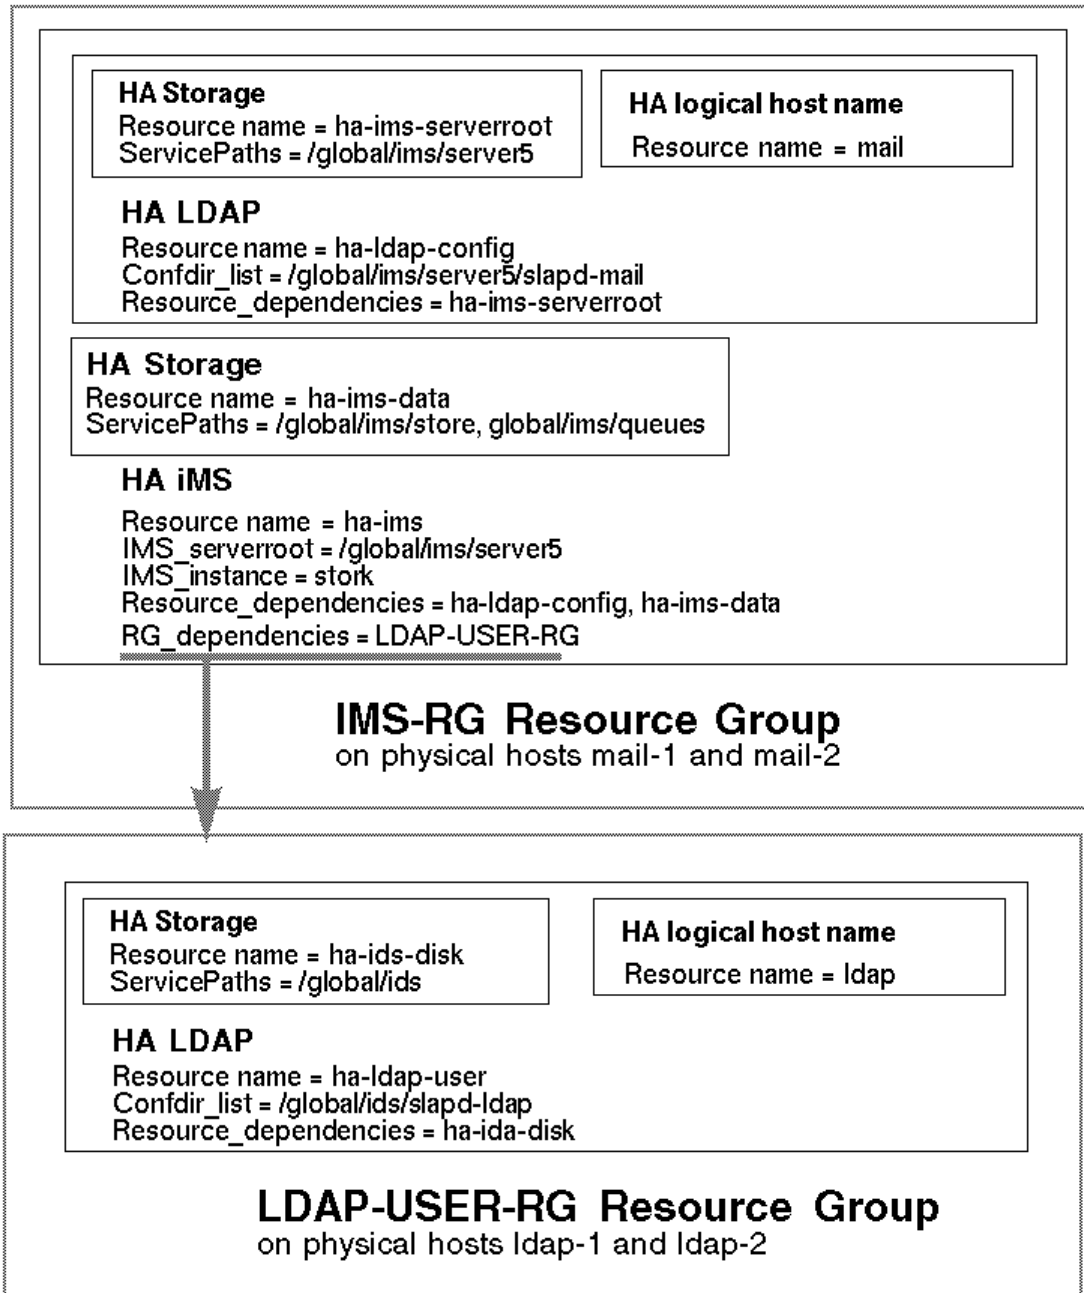 HA Storage
Resource name = ha-ims-serverroot
ServicePaths = /global/ims/server5
HA logical host name
Resource name = mail
HA LDAP
Resource name = ha-ldap-config
Confdir_list = /global/ims/server5/slapd-mail
Resource_dependencies = ha-ims-serverroot
HA Storage
Resource name = ha-ims-data
ServicePaths = /global/ims/store, global/ims/queues
HA iMS
Resource name = ha-ims
IMS_serverroot = /global/ims/server5
IMS_instance = stork
Resource_dependencies = ha-ldap-config, ha-ims-data
RG_dependencies = LDAP-USER-RG
IMS-RG Resource Group
on physical hosts mail-1 and mail-2
HA Storage
Resource name = ha-ids-disk
ServicePaths = /global/ids
HA logical host name
Resource name = ldap
HA LDAP
Resource name = ha-ldap-user
Confdir_list = /global/ids/slapd-ldap
Resource_dependencies = ha-ida-disk
LDAP-USER-RG Resource Group
on physical hosts ldap-1 and ldap-2